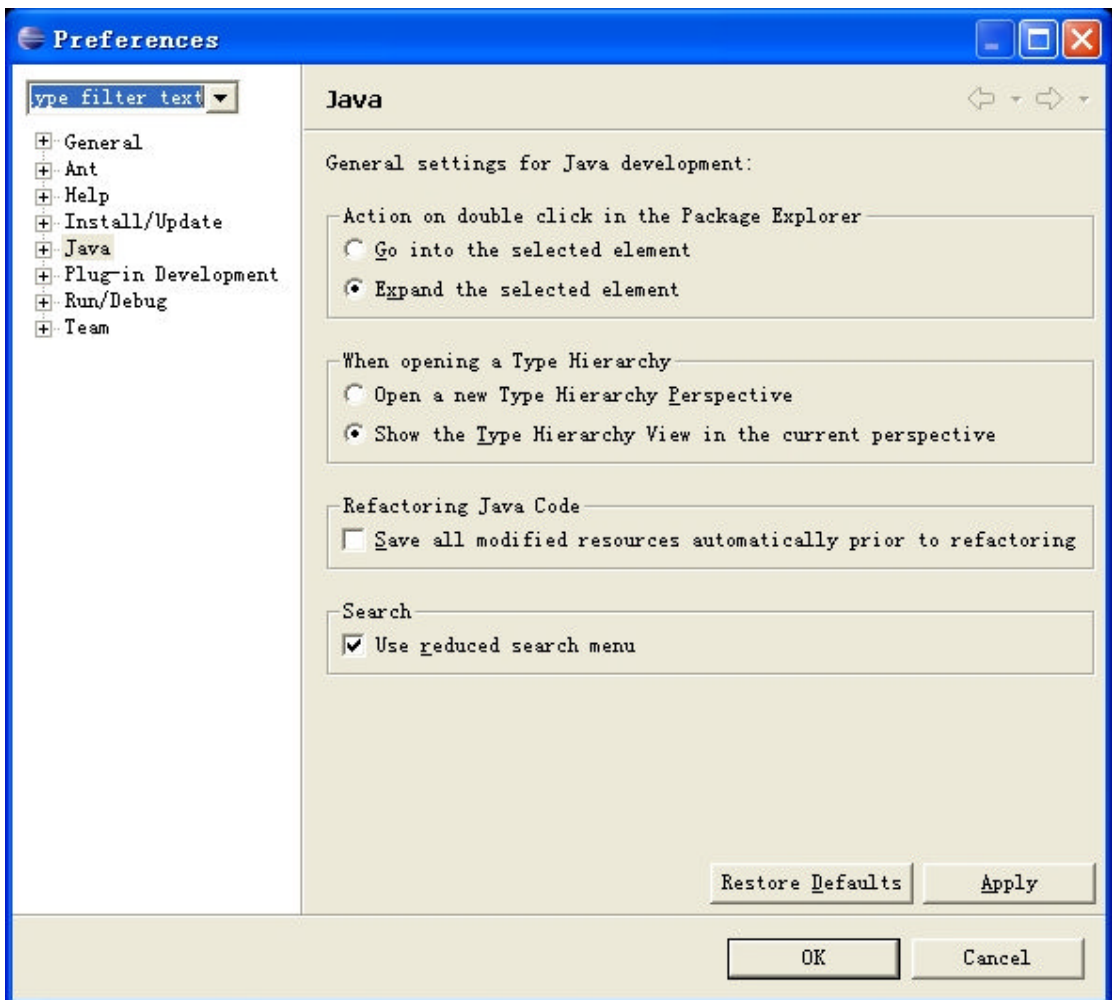 Preferences
ype filter text
General
Ant
Help
Install/Update
Java
Plug-in Development
Run/Debug
Team
Java
General settings for Java development:
Action on double click in the Package Explorer
Go into the selected element
Expand the selected element
When opening a Type Hierarchy
Open a new Type Hierarchy Perspective
Show the Type Hierarchy View in the current perspective
Refactoring Java Code
Save all modified resources automatically prior to refactoring
Search
Use reduced search menu
Restore Defaults Apply
OK Cancel